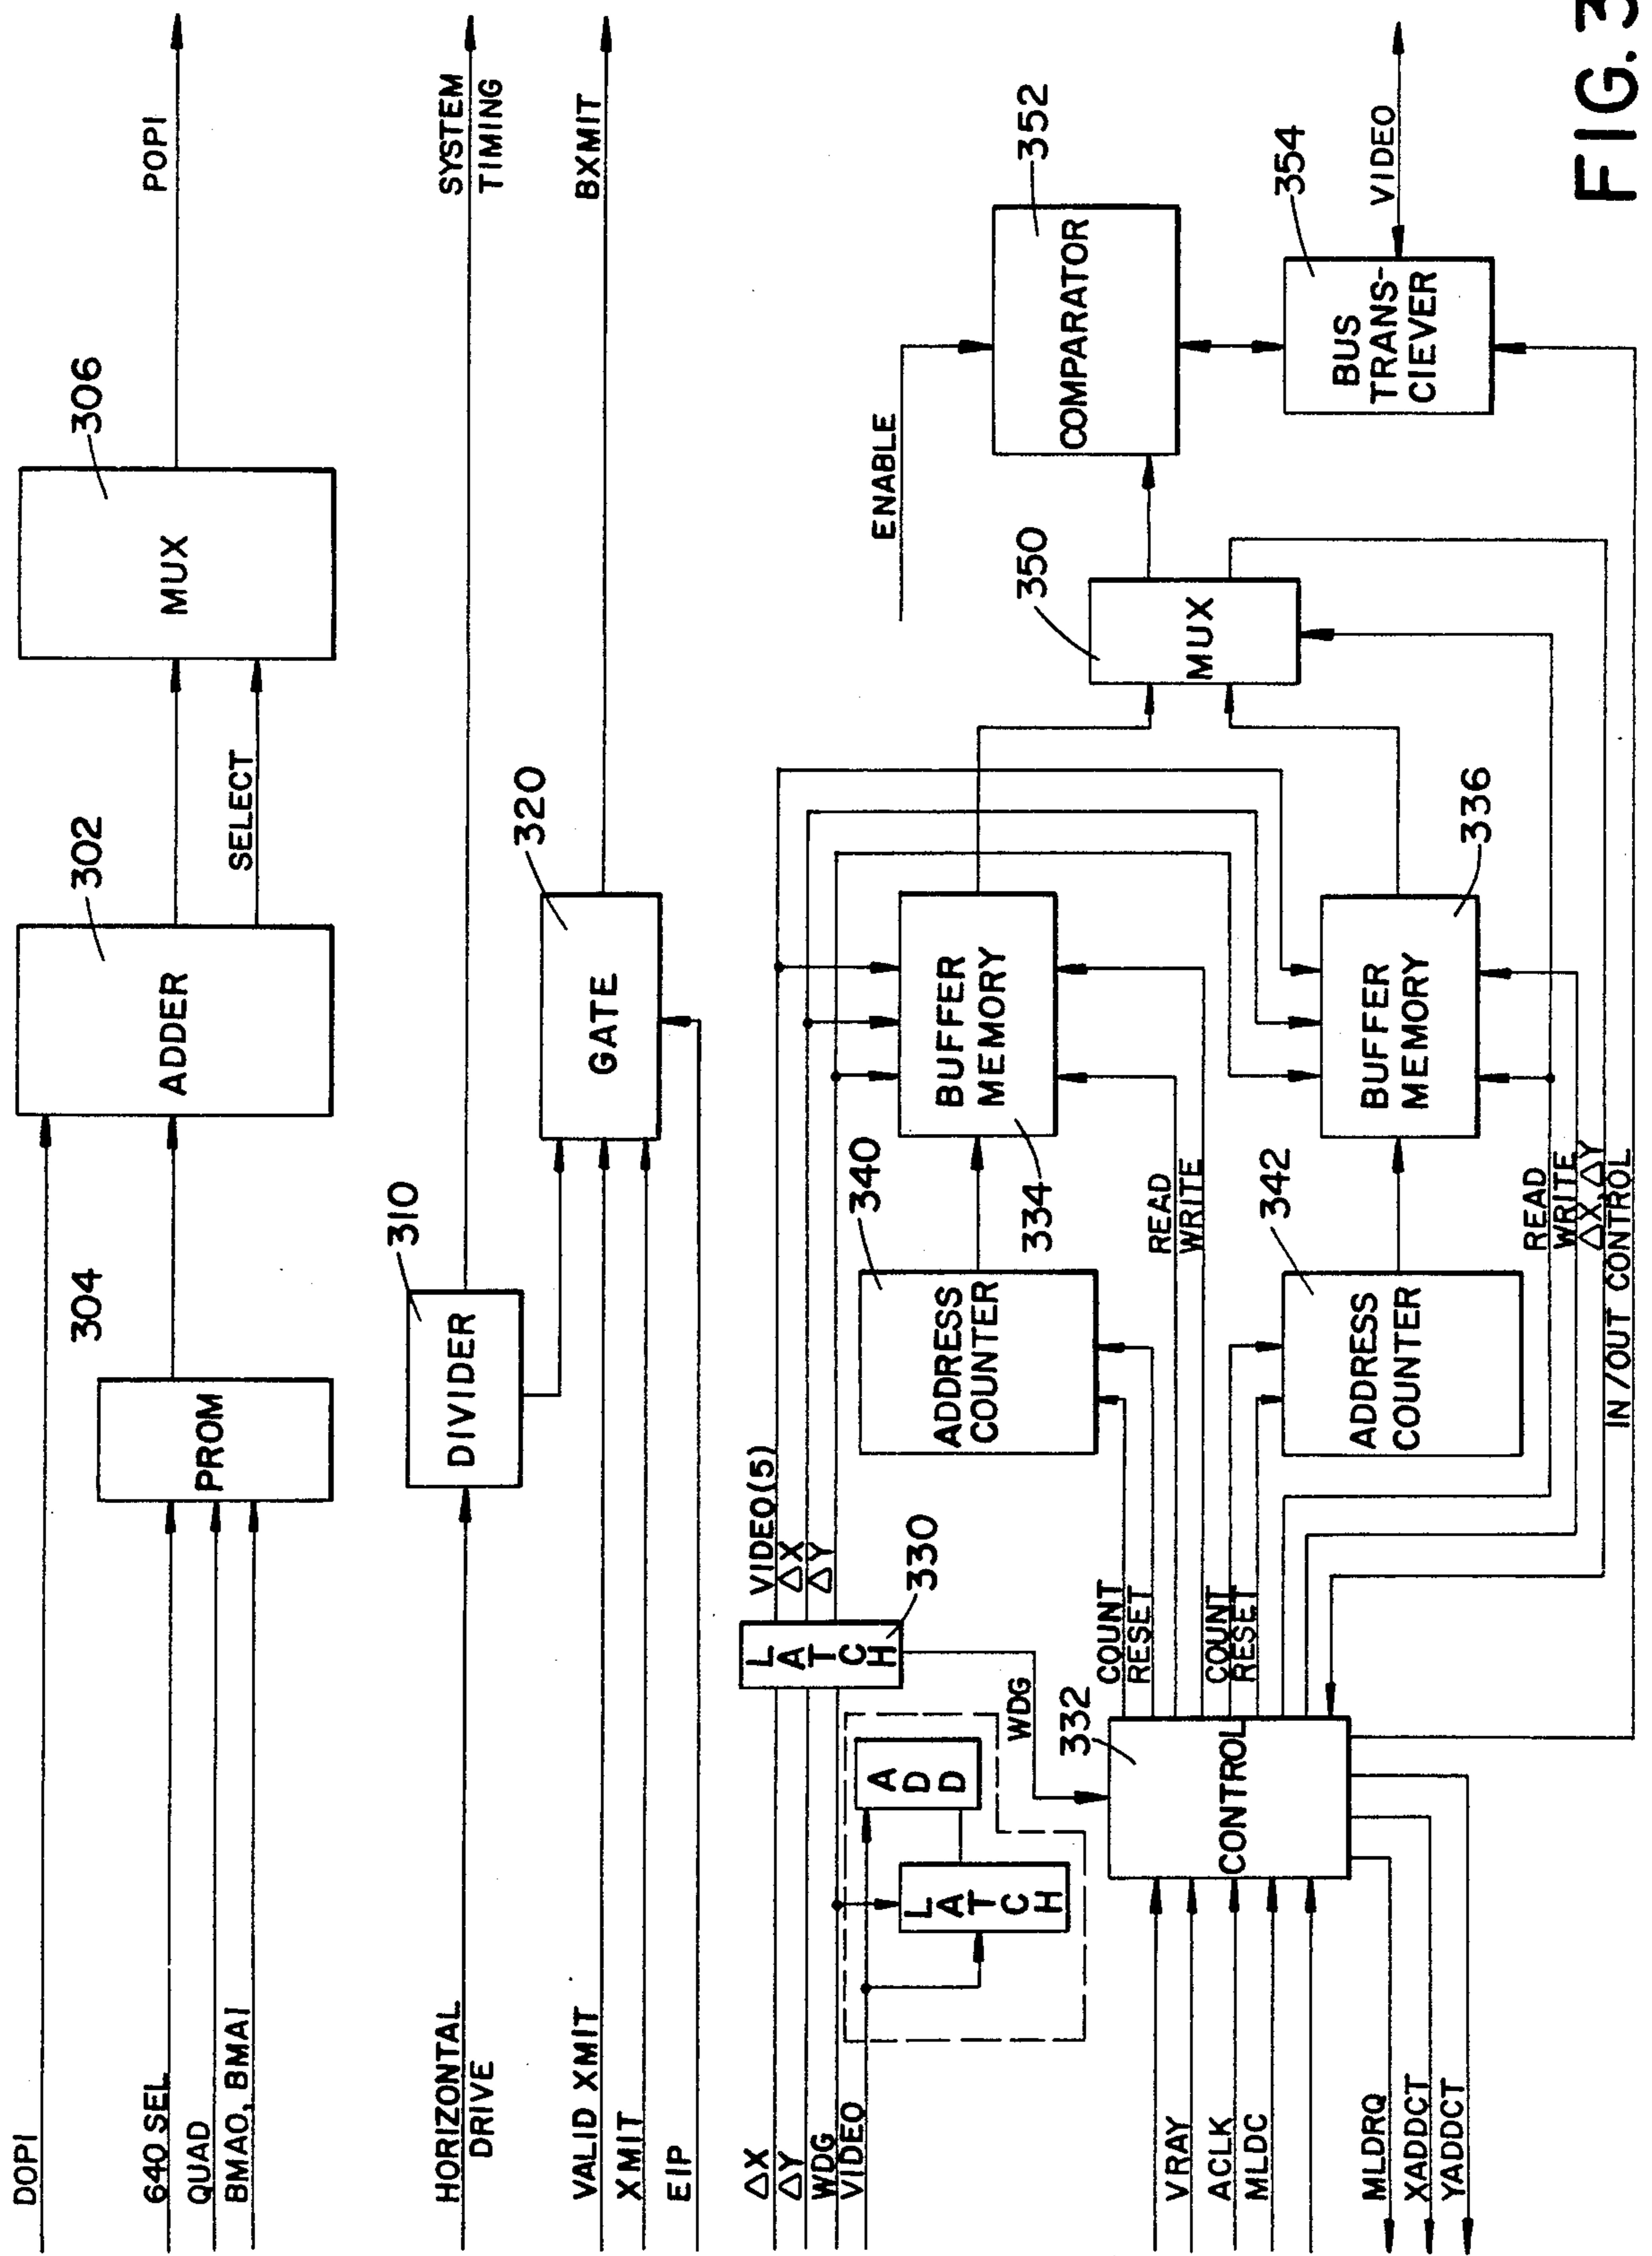 DOPI
640 SEL
QUAD
BMAO, BMAI
PROM
304
ADDER
302
SELECT
MUX
306
POPI
HORIZONTAL
DRIVE
DIVIDER
310
SYSTEM
TIMING
VALID XMIT
XMIT
EIP
GATE
320
BXMIT
ΔX
ΔY
WDG
VIDEO
LATCH
ADD
LATCH
330
VIDEO(5)
ΔX
ΔY
WDG
VRAY
ACLK
MLDC
MLDRQ
XADDCT
YADDCT
CONTROL
332
COUNT
RESET
COUNT
RESET
ADDRESS
COUNTER
340
READ
WRITE
ADDRESS
COUNTER
342
READ
WRITE
ΔX, ΔY
IN/OUT CONTROL
BUFFER
MEMORY
334
BUFFER
MEMORY
336
MUX
350
ENABLE
COMPARATOR
352
BUS
TRANS-
CIEVER
354
VIDEO
FIG. 3